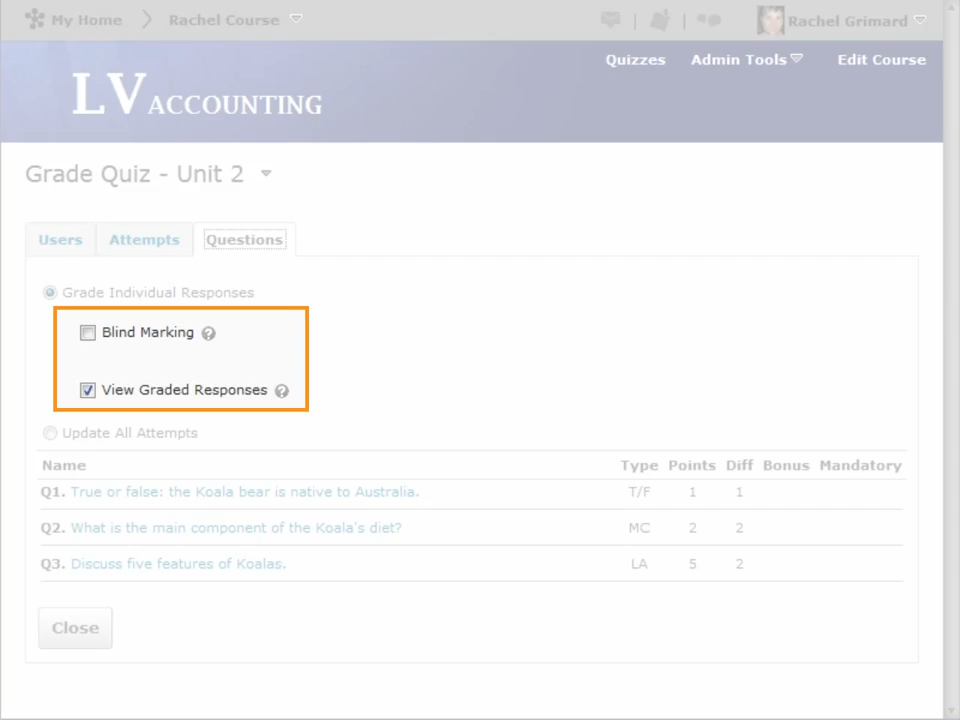 My Home Rachel Course Rachel Grimard
Quizzes Admin Tools Edit Course
LV ACCOUNTING
Grade Quiz - Unit 2
Users Attempts Questions
Grade Individual Responses
Blind Marking ?
View Graded Responses ?
Update All Attempts
Name Type Points Diff Bonus Mandatory
Q1. True or false: the Koala bear is native to Australia. T/F 1 1
Q2. What is the main component of the Koala's diet? MC 2 2
Q3. Discuss five features of Koalas. LA 5 2
Close